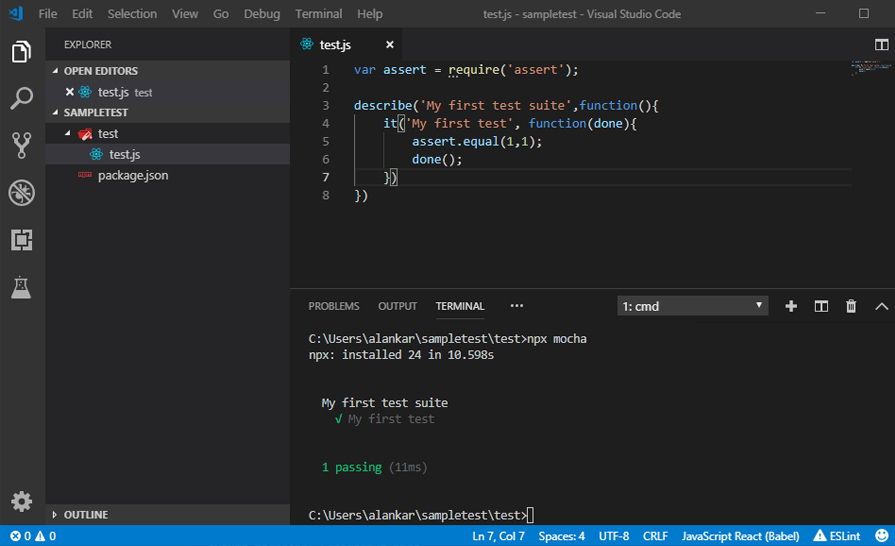 File Edit Selection View Go Debug Terminal Help test.js - sampletest - Visual Studio Code
EXPLORER
OPEN EDITORS
test.js test
SAMPLETEST
test
test.js
package.json
OUTLINE
test.js
1 var assert = require('assert');
2
3 describe('My first test suite',function(){
4 it('My first test', function(done){
5 assert.equal(1,1);
6 done();
7 })
8 })
PROBLEMS OUTPUT TERMINAL ••• 1: cmd
C:\Users\alankar\sampletest\test>npx mocha
npx: installed 24 in 10.598s
My first test suite
√ My first test
1 passing (11ms)
C:\Users\alankar\sampletest\test>
0 0 Ln 7, Col 7 Spaces: 4 UTF-8 CRLF JavaScript React (Babel) ESLint